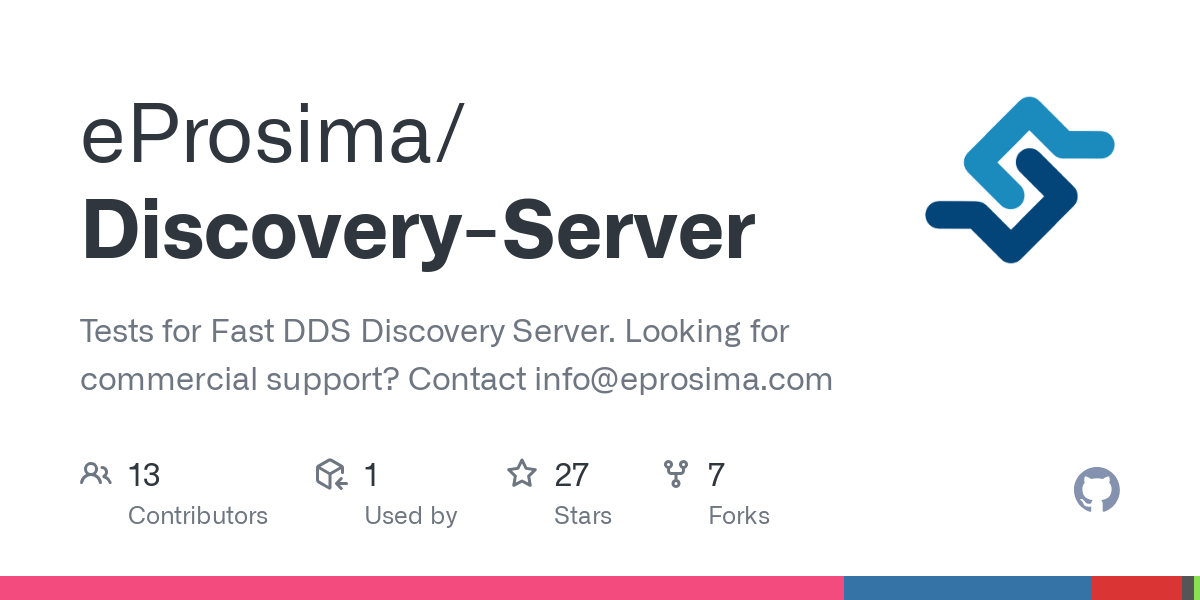 eProsima/
Discovery-Server
Tests for Fast DDS Discovery Server. Looking for
commercial support? Contact info@eprosima.com
13 1 27 7
Contributors Used by Stars Forks